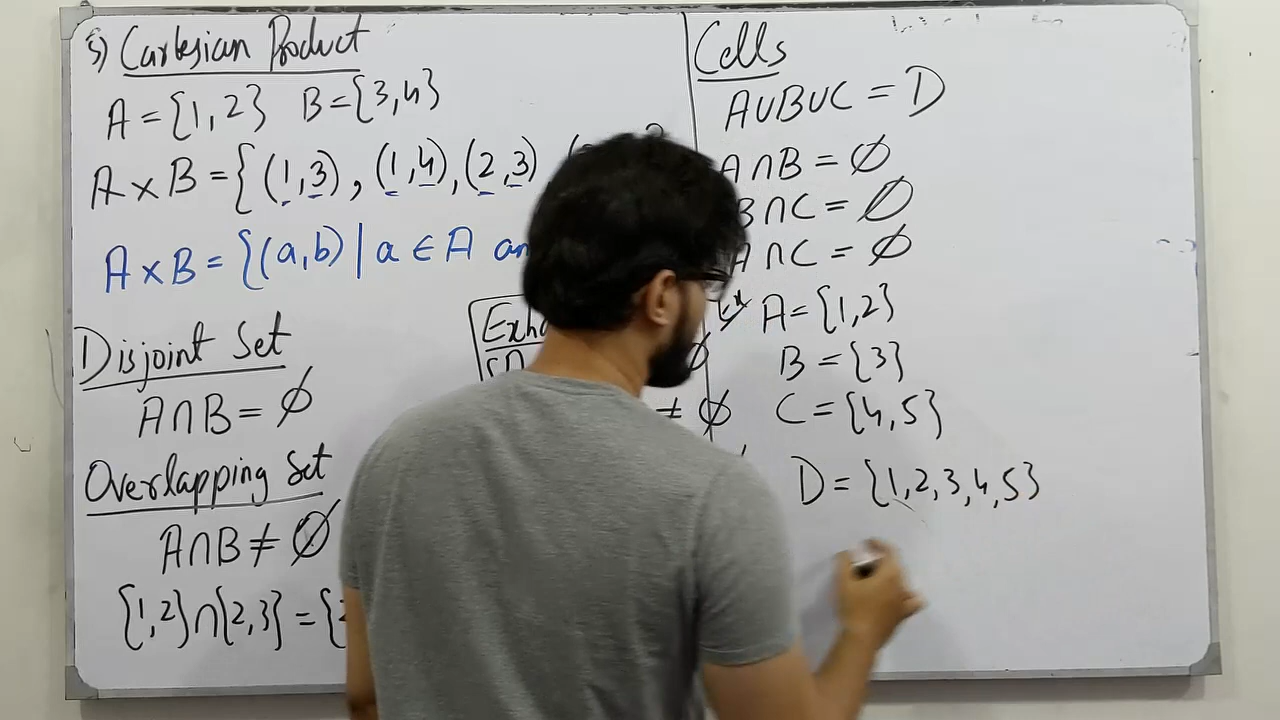 5) Cartesian Product
A = {1,2} B = {3,4}
A × B = { (1,3), (1,4), (2,3)
A × B = {(a,b) | a ∈ A
Disjoint Set
A ∩ B = ∅
Overlapping Set
A ∩ B ≠ ∅
{1,2} ∩ {2,3} = {2
≠ ∅
Cells
A ∪ B ∪ C = D
A ∩ B = ∅
B ∩ C = ∅
A ∩ C = ∅
A = {1,2}
B = {3}
C = {4,5}
D = {1,2,3,4,5}